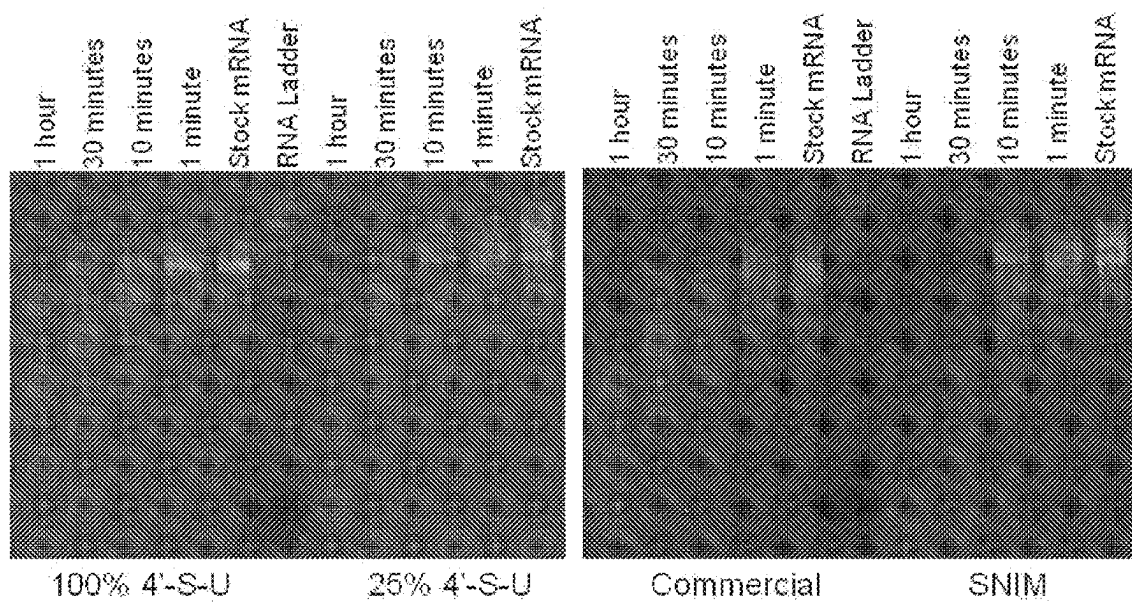 1 hour
30 minutes
10 minutes
1 minute
Stock mRNA
RNA Ladder
1 hour
30 minutes
10 minutes
1 minute
Stock mRNA
1 hour
30 minutes
10 minutes
1 minute
Stock mRNA
RNA Ladder
1 hour
30 minutes
10 minutes
1 minute
Stock mRNA
100% 4'-S-U
25% 4'-S-U
Commercial
SNIM